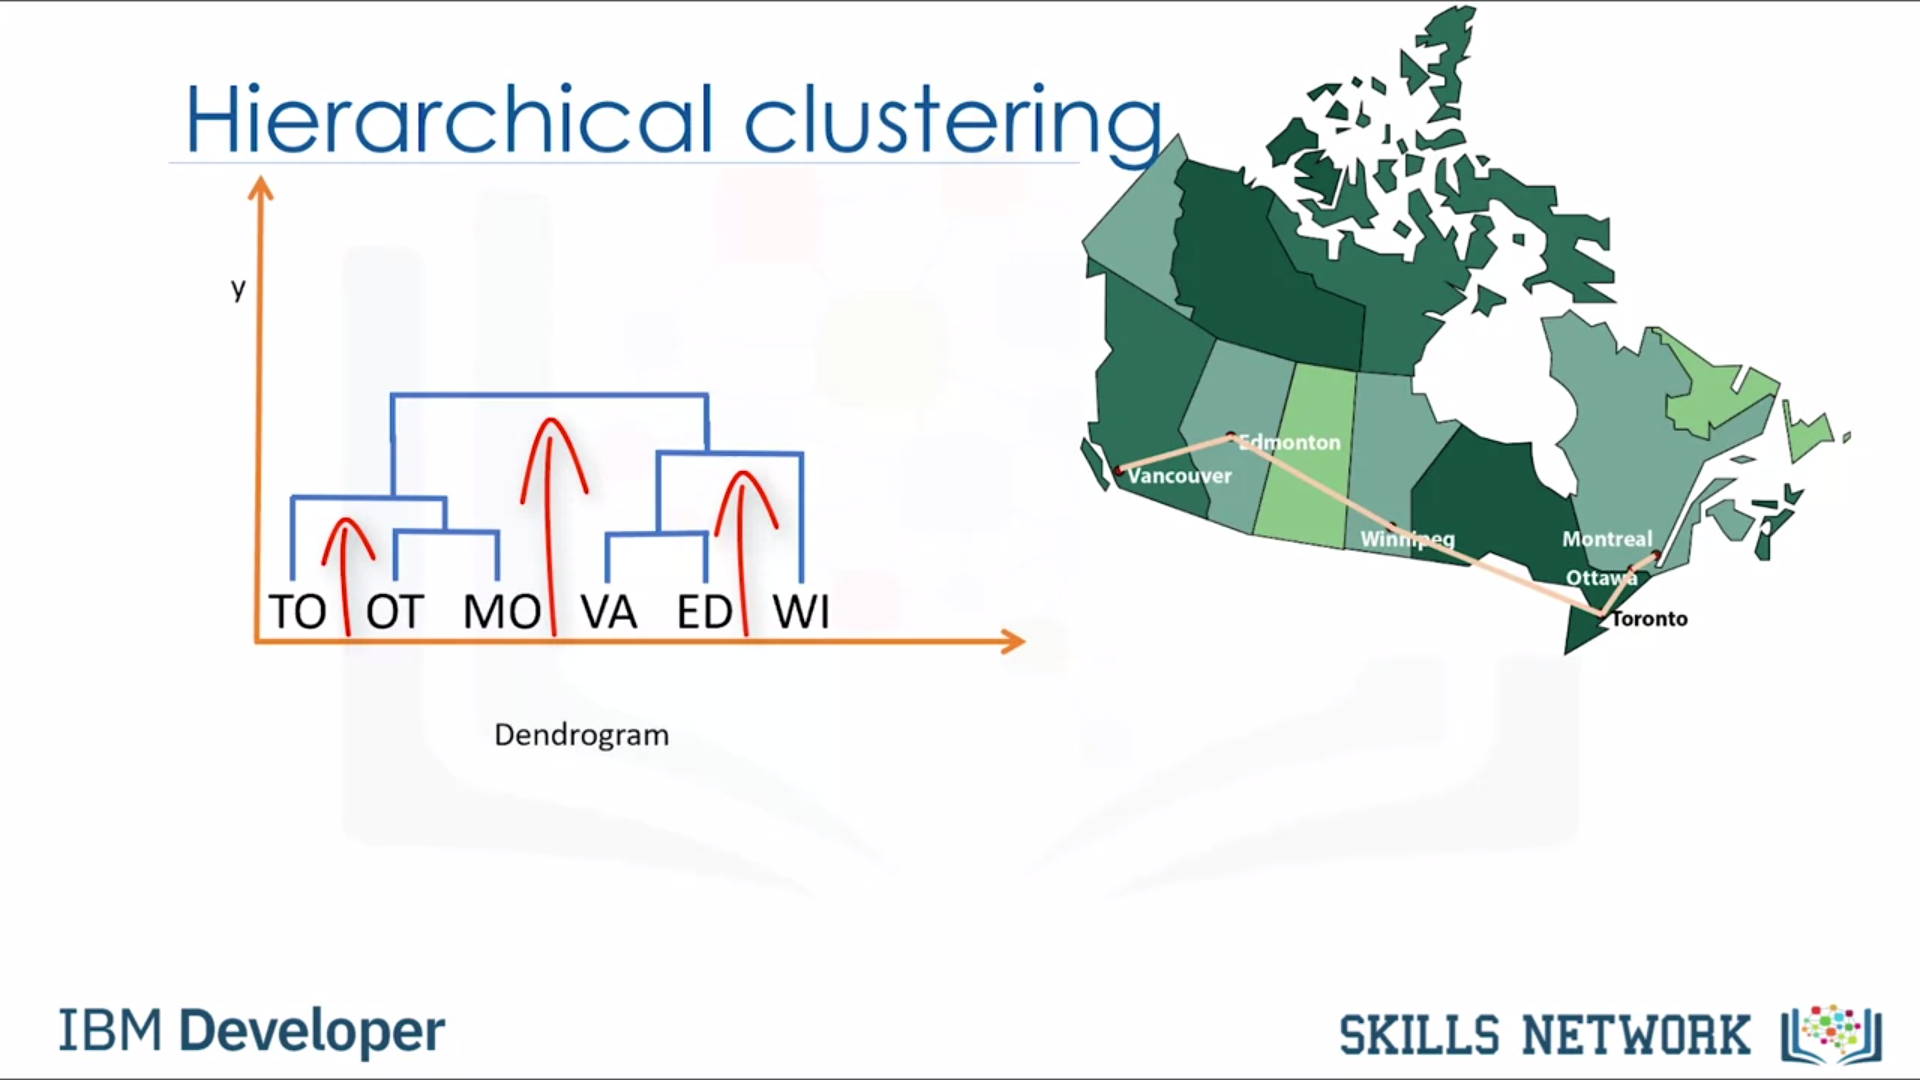 Hierarchical clustering
y
TO OT MO VA ED WI
Dendrogram
Edmonton
Vancouver
Winnipeg
Montreal
Ottawa
Toronto
IBM Developer
SKILLS NETWORK